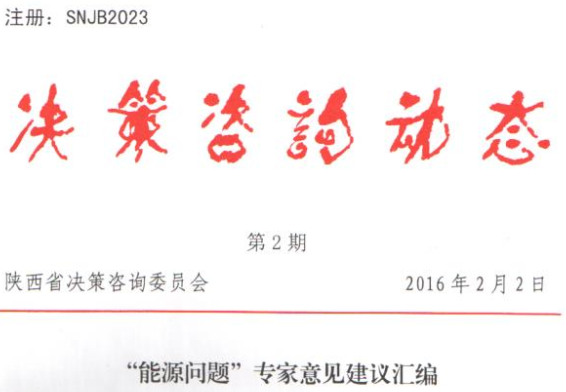 注册：SNJB2023
决策咨询动态
第2期
陕西省决策咨询委员会 2016年2月2日
“能源问题”专家意见建议汇编